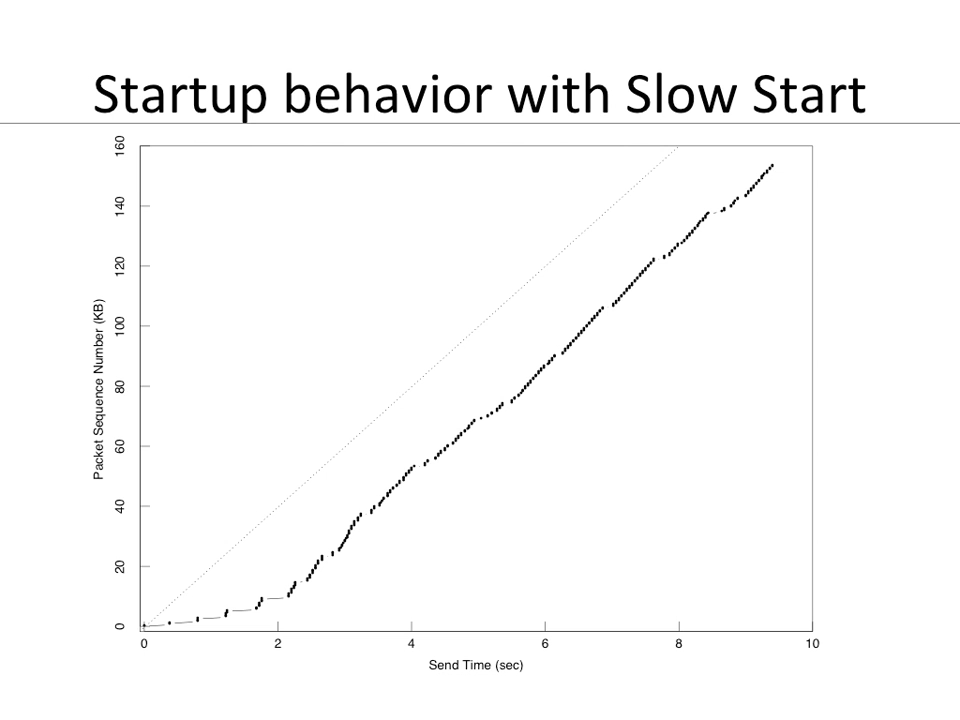 Startup behavior with Slow Start
160
140
120
100
80
60
40
20
0
Packet Sequence Number (KB)
0 2 4 6 8 10
Send Time (sec)